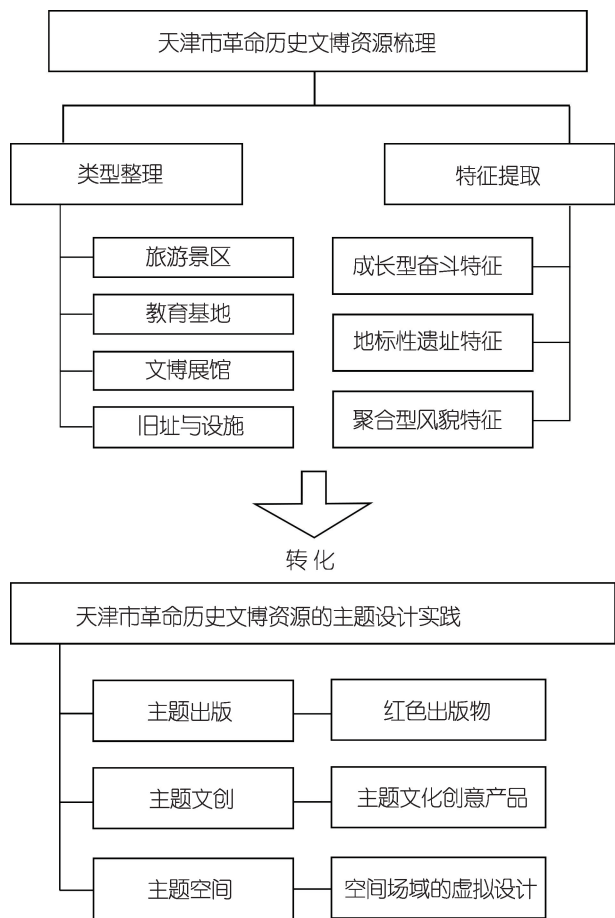 天津市革命历史文博资源梳理
类型整理
特征提取
旅游景区
教育基地
文博展馆
旧址与设施
成长型奋斗特征
地标性遗址特征
聚合型风貌特征
转化
天津市革命历史文博资源的主题设计实践
主题出版
红色出版物
主题文创
主题文化创意产品
主题空间
空间场域的虚拟设计